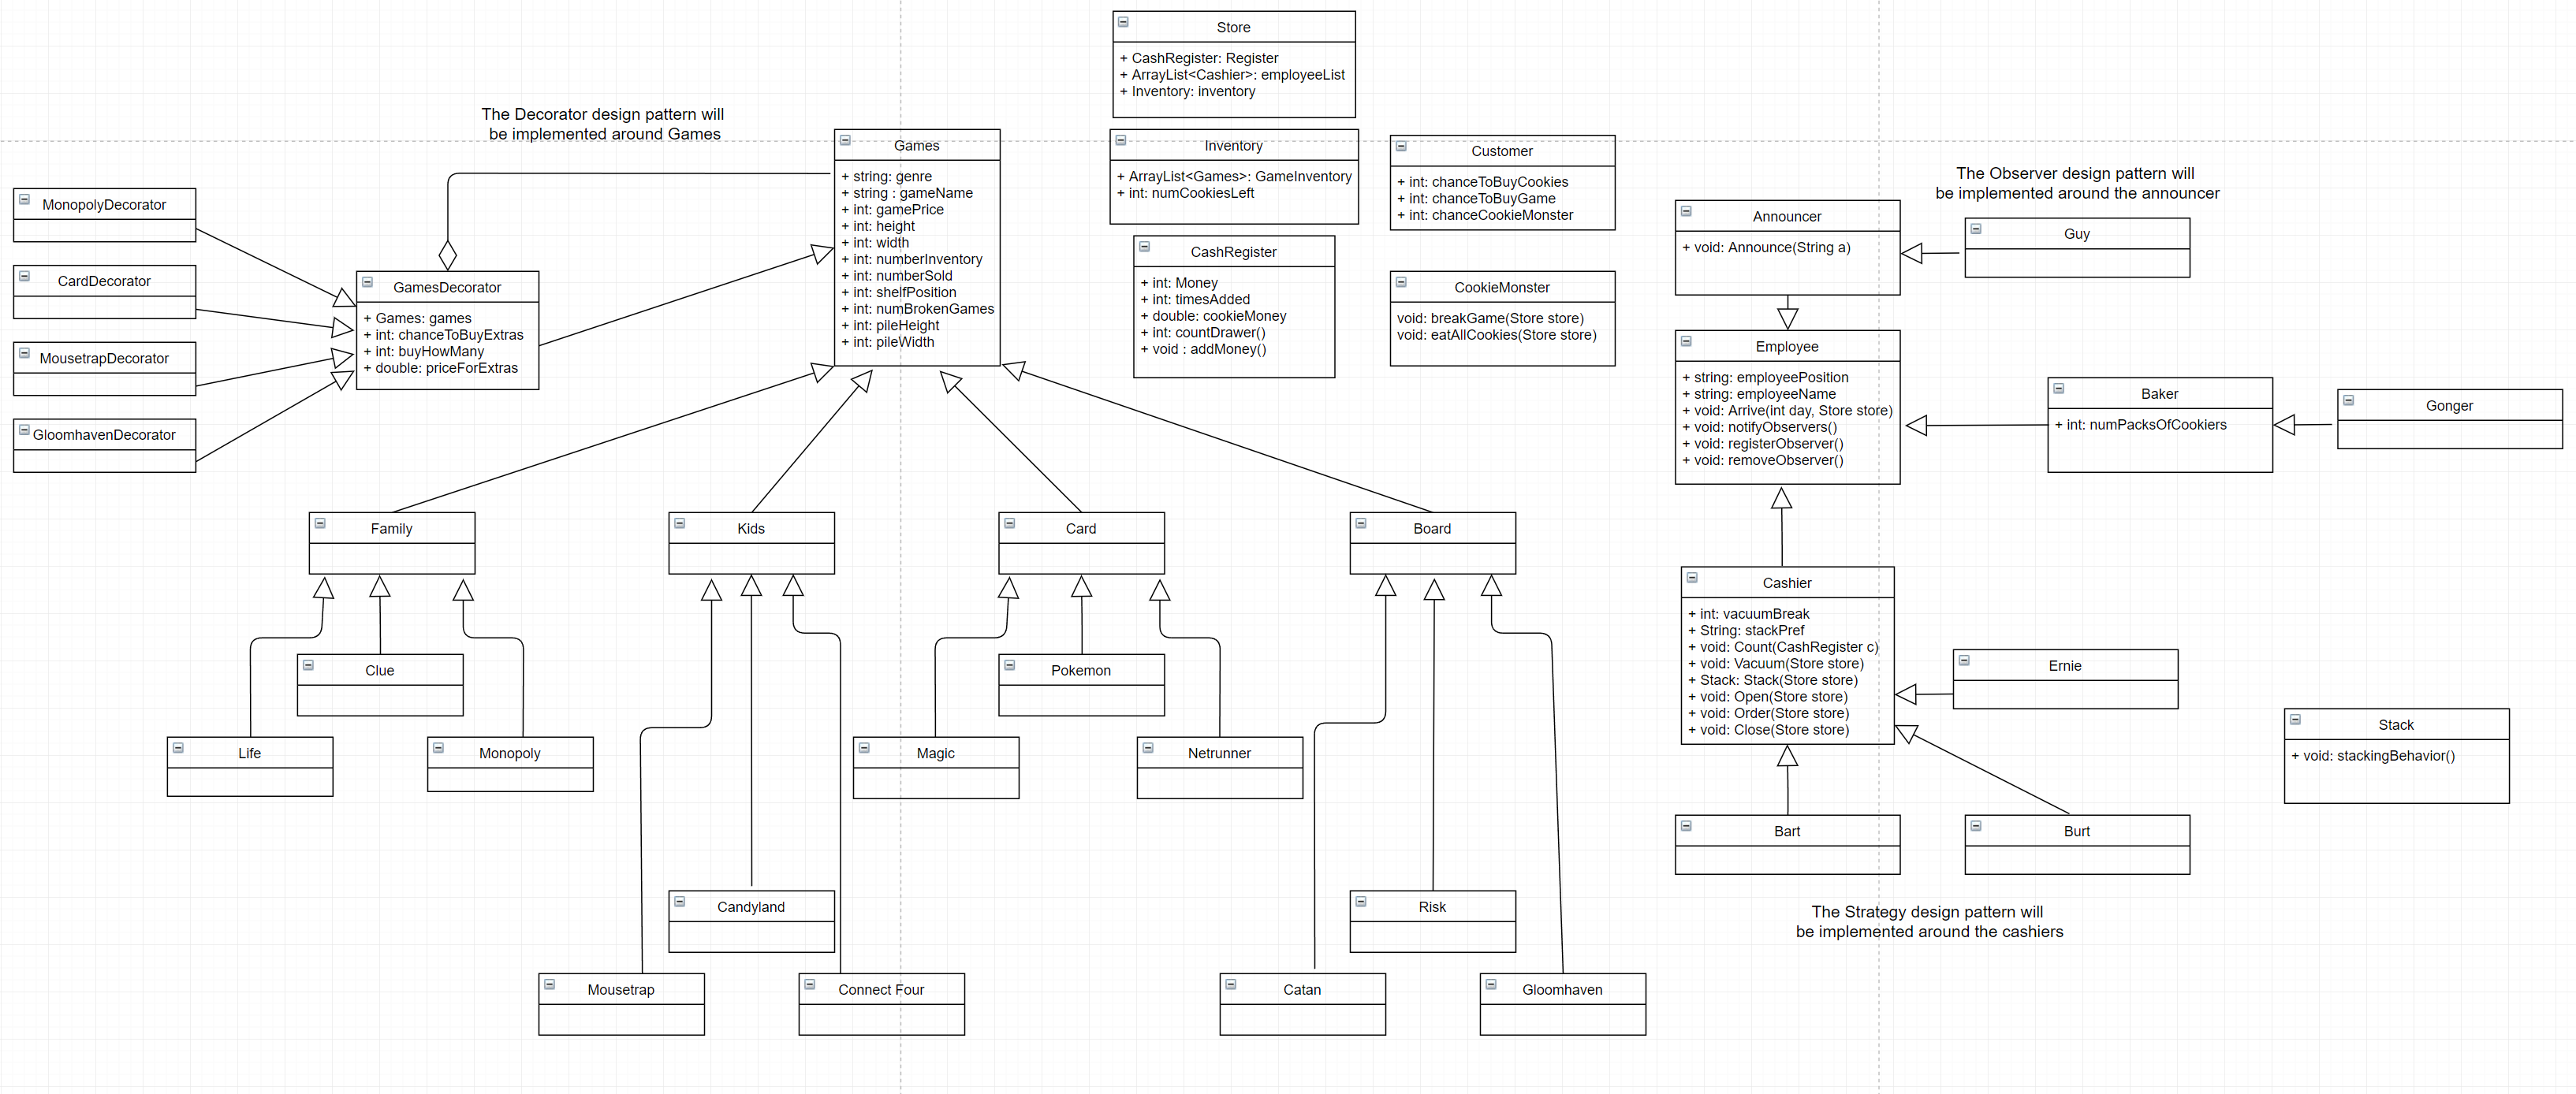 Store
+ CashRegister: Register
+ ArrayList<Cashier>: employeeList
+ Inventory: inventory
The Decorator design pattern will
be implemented around Games
Games
+ string: genre
+ string : gameName
+ int: gamePrice
+ int: height
+ int: width
+ int: numberInventory
+ int: numberSold
+ int: shelfPosition
+ int: numBrokenGames
+ int: pileHeight
+ int: pileWidth
Inventory
+ ArrayList<Games>: GameInventory
+ int: numCookiesLeft
Customer
+ int: chanceToBuyCookies
+ int: chanceToBuyGame
+ int: chanceCookieMonster
The Observer design pattern will
be implemented around the announcer
MonopolyDecorator
CardDecorator
MousetrapDecorator
GloomhavenDecorator
GamesDecorator
+ Games: games
+ int: chanceToBuyExtras
+ int: buyHowMany
+ double: priceForExtras
CashRegister
+ int: Money
+ int: timesAdded
+ double: cookieMoney
+ int: countDrawer()
+ void : addMoney()
CookieMonster
void: breakGame(Store store)
void: eatAllCookies(Store store)
Announcer
+ void: Announce(String a)
Guy
Employee
+ string: employeePosition
+ string: employeeName
+ void: Arrive(int day, Store store)
+ void: notifyObservers()
+ void: registerObserver()
+ void: removeObserver()
Baker
+ int: numPacksOfCookiers
Gonger
Family
Kids
Card
Board
Life
Clue
Monopoly
Magic
Pokemon
Netrunner
Cashier
+ int: vacuumBreak
+ String: stackPref
+ void: Count(CashRegister c)
+ void: Vacuum(Store store)
+ Stack: Stack(Store store)
+ void: Open(Store store)
+ void: Order(Store store)
+ void: Close(Store store)
Ernie
Stack
+ void: stackingBehavior()
Bart
Burt
The Strategy design pattern will
be implemented around the cashiers
Candyland
Mousetrap
Connect Four
Risk
Catan
Gloomhaven